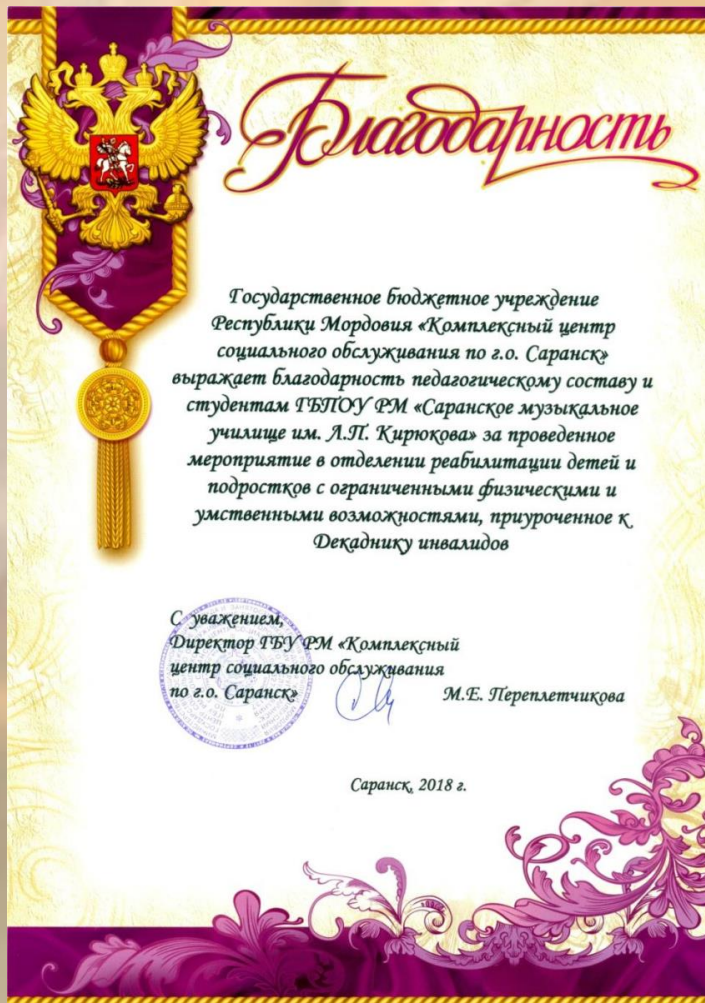 Благодарность
Государственное бюджетное учреждение
Республики Мордовия «Комплексный центр
социального обслуживания по г.о. Саранск»
выражает благодарность педагогическому составу и
студентам ГБПОУ РМ «Саранское музыкальное
училище им. Л.П. Кирюкова» за проведенное
мероприятие в отделении реабилитации детей и
подростков с ограниченными физическими и
умственными возможностями, приуроченное к
Декаднику инвалидов
С уважением,
Директор ГБУ РМ «Комплексный
центр социального обслуживания
по г.о. Саранск»
М.Е. Переплетчикова
Саранск, 2018 г.